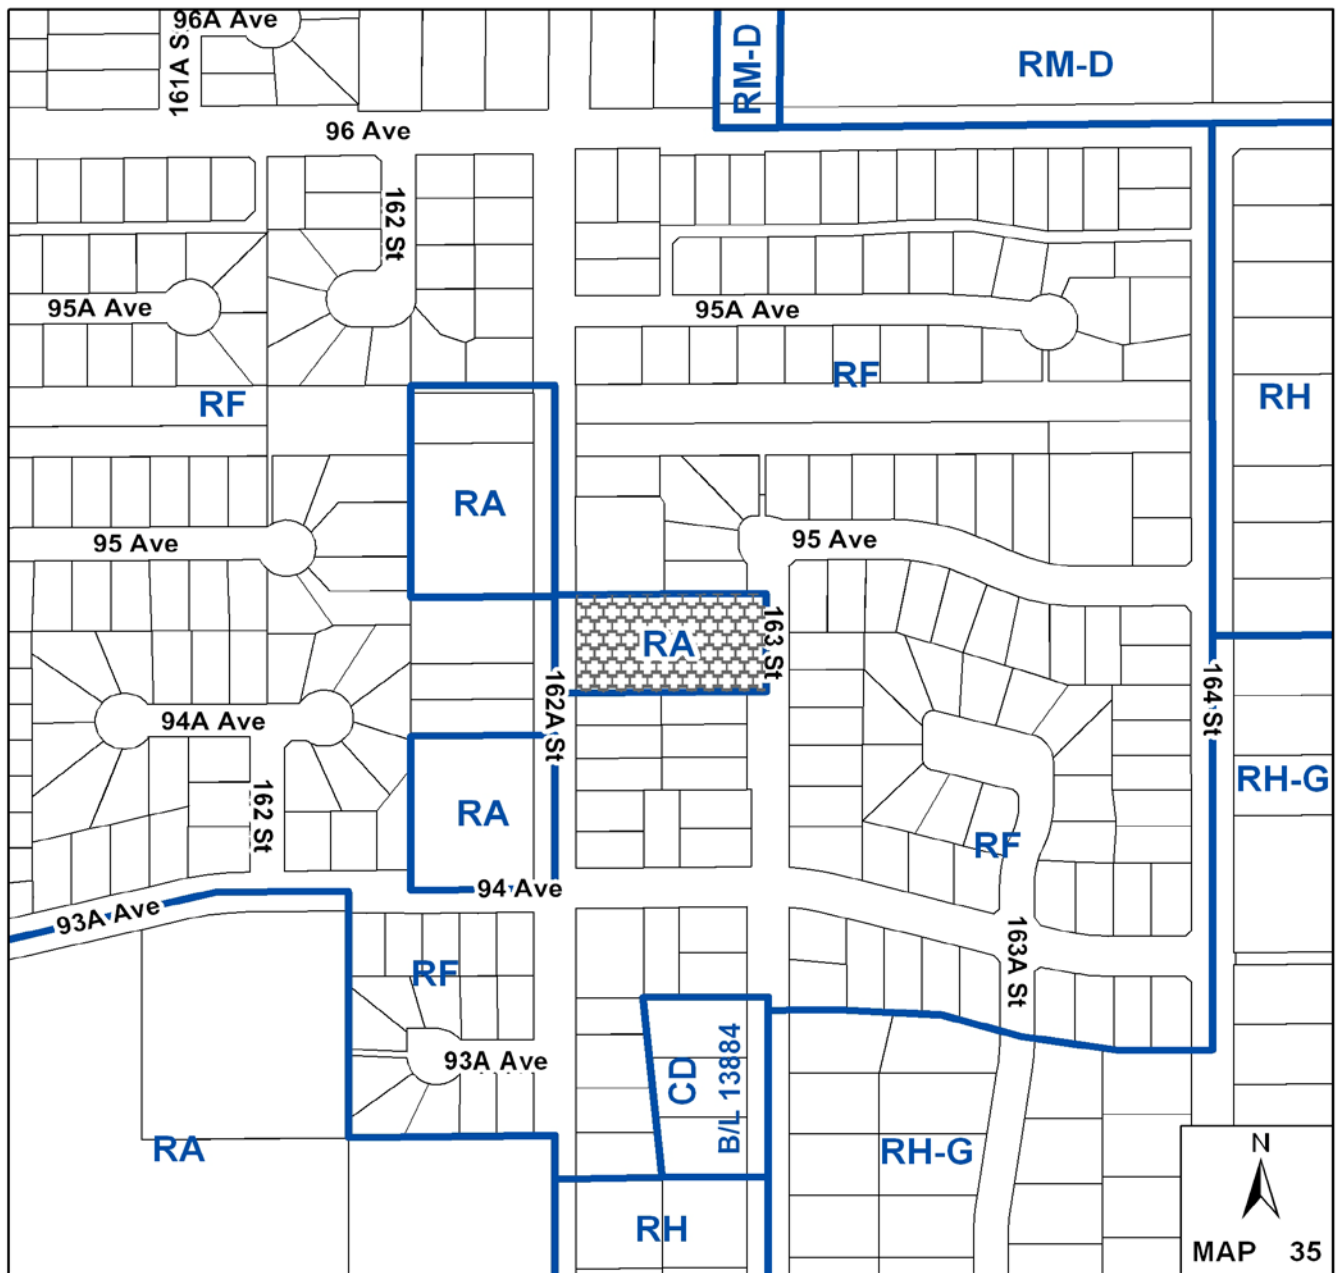 96A Ave
161A S
RM-D
RM-D
96 Ave
162 St
95A Ave
95A Ave
RF
RF
RH
RA
95 Ave
95 Ave
RA
163 St
162A St
164 St
94A Ave
RH-G
162 St
RA
RF
94 Ave
93A Ave
163A St
RF
93A Ave
CD
B/L 13884
RA
RH-G
RH
N
MAP 35